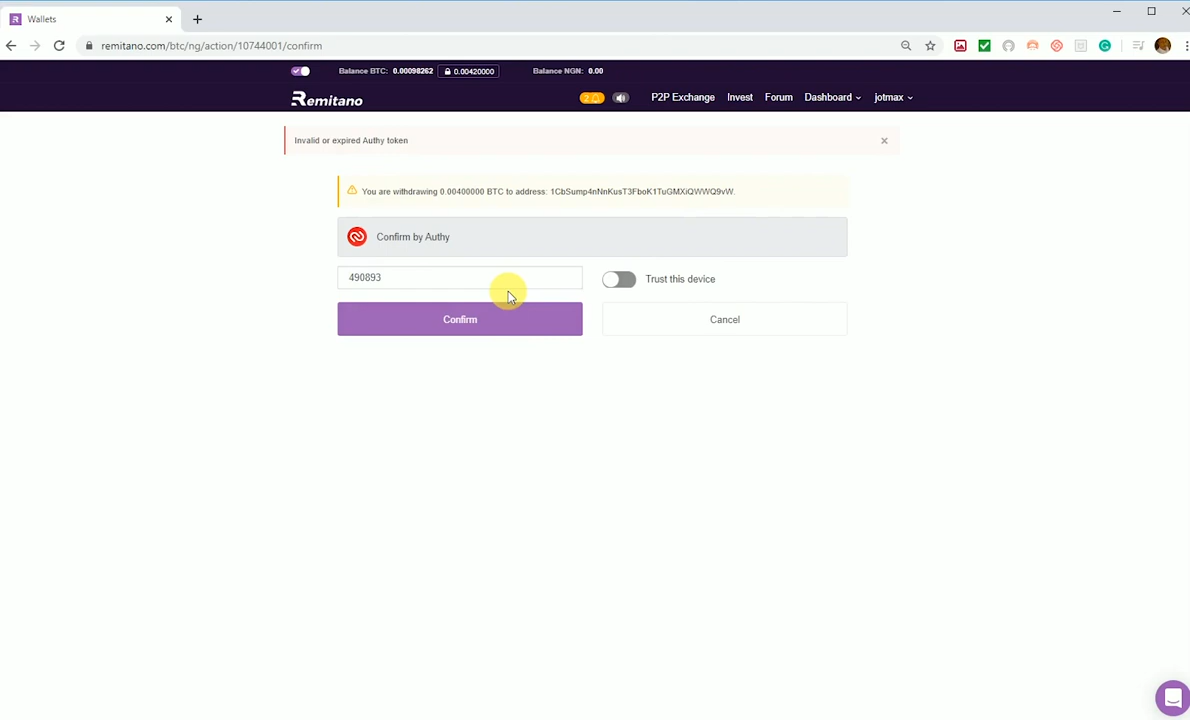 Wallets
remitano.com/btc/ng/action/10744001/confirm
Balance BTC: 0.00098262 0.00420000 Balance NGN: 0.00
Remitano 2 P2P Exchange Invest Forum Dashboard jotmax
Invalid or expired Authy token
You are withdrawing 0.00400000 BTC to address: 1CbSump4nNnKusT3FboK1TuGMXiQWWQ9vW.
Confirm by Authy
490893 Trust this device
Confirm Cancel